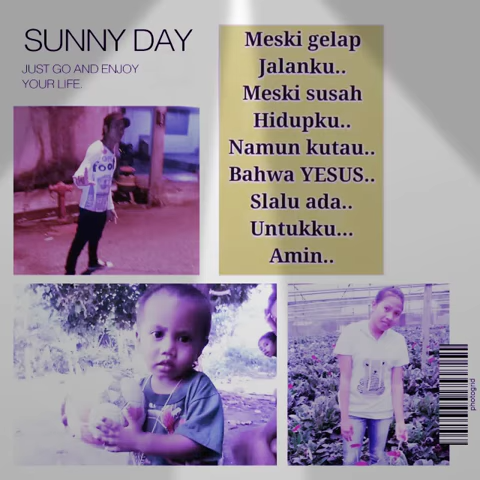 SUNNY DAY
JUST GO AND ENJOY
YOUR LIFE.
Meski gelap
Jalanku..
Meski susah
Hidupku..
Namun kutau..
Bahwa YESUS..
Slalu ada..
Untukku...
Amin..
photogrid